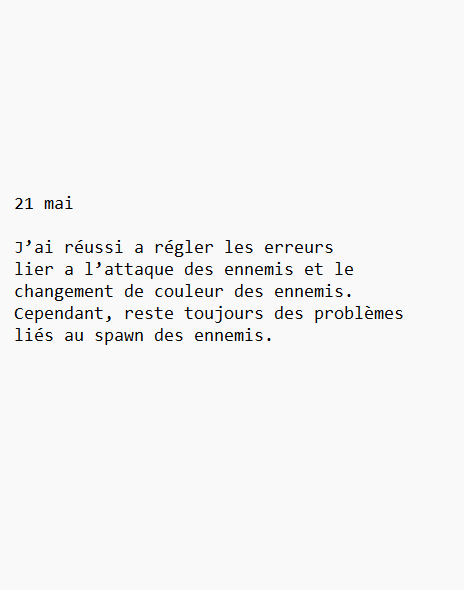 21 mai
J’ai réussi a régler les erreurs
lier a l’attaque des ennemis et le
changement de couleur des ennemis.
Cependant, reste toujours des problèmes
liés au spawn des ennemis.